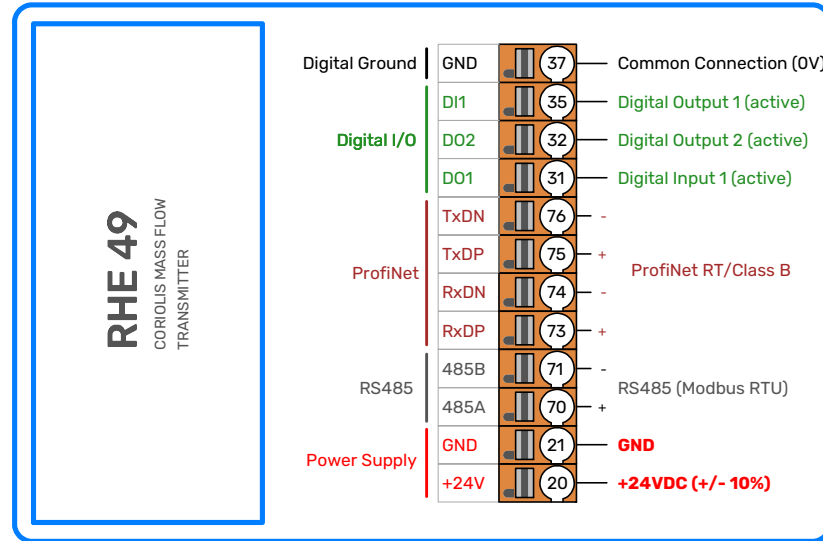 RHE 49
CORIOLIS MASS FLOW
TRANSMITTER
Digital Ground GND 37 Common Connection (0V)
DI1 35 Digital Output 1 (active)
Digital I/O DO2 32 Digital Output 2 (active)
DO1 31 Digital Input 1 (active)
TxDN 76 -
TxDP 75 +
ProfiNet ProfiNet RT/Class B
RxDN 74 -
RxDP 73 +
485B 71 -
RS485 RS485 (Modbus RTU)
485A 70 +
GND 21 GND
Power Supply
+24V 20 +24VDC (+/- 10%)